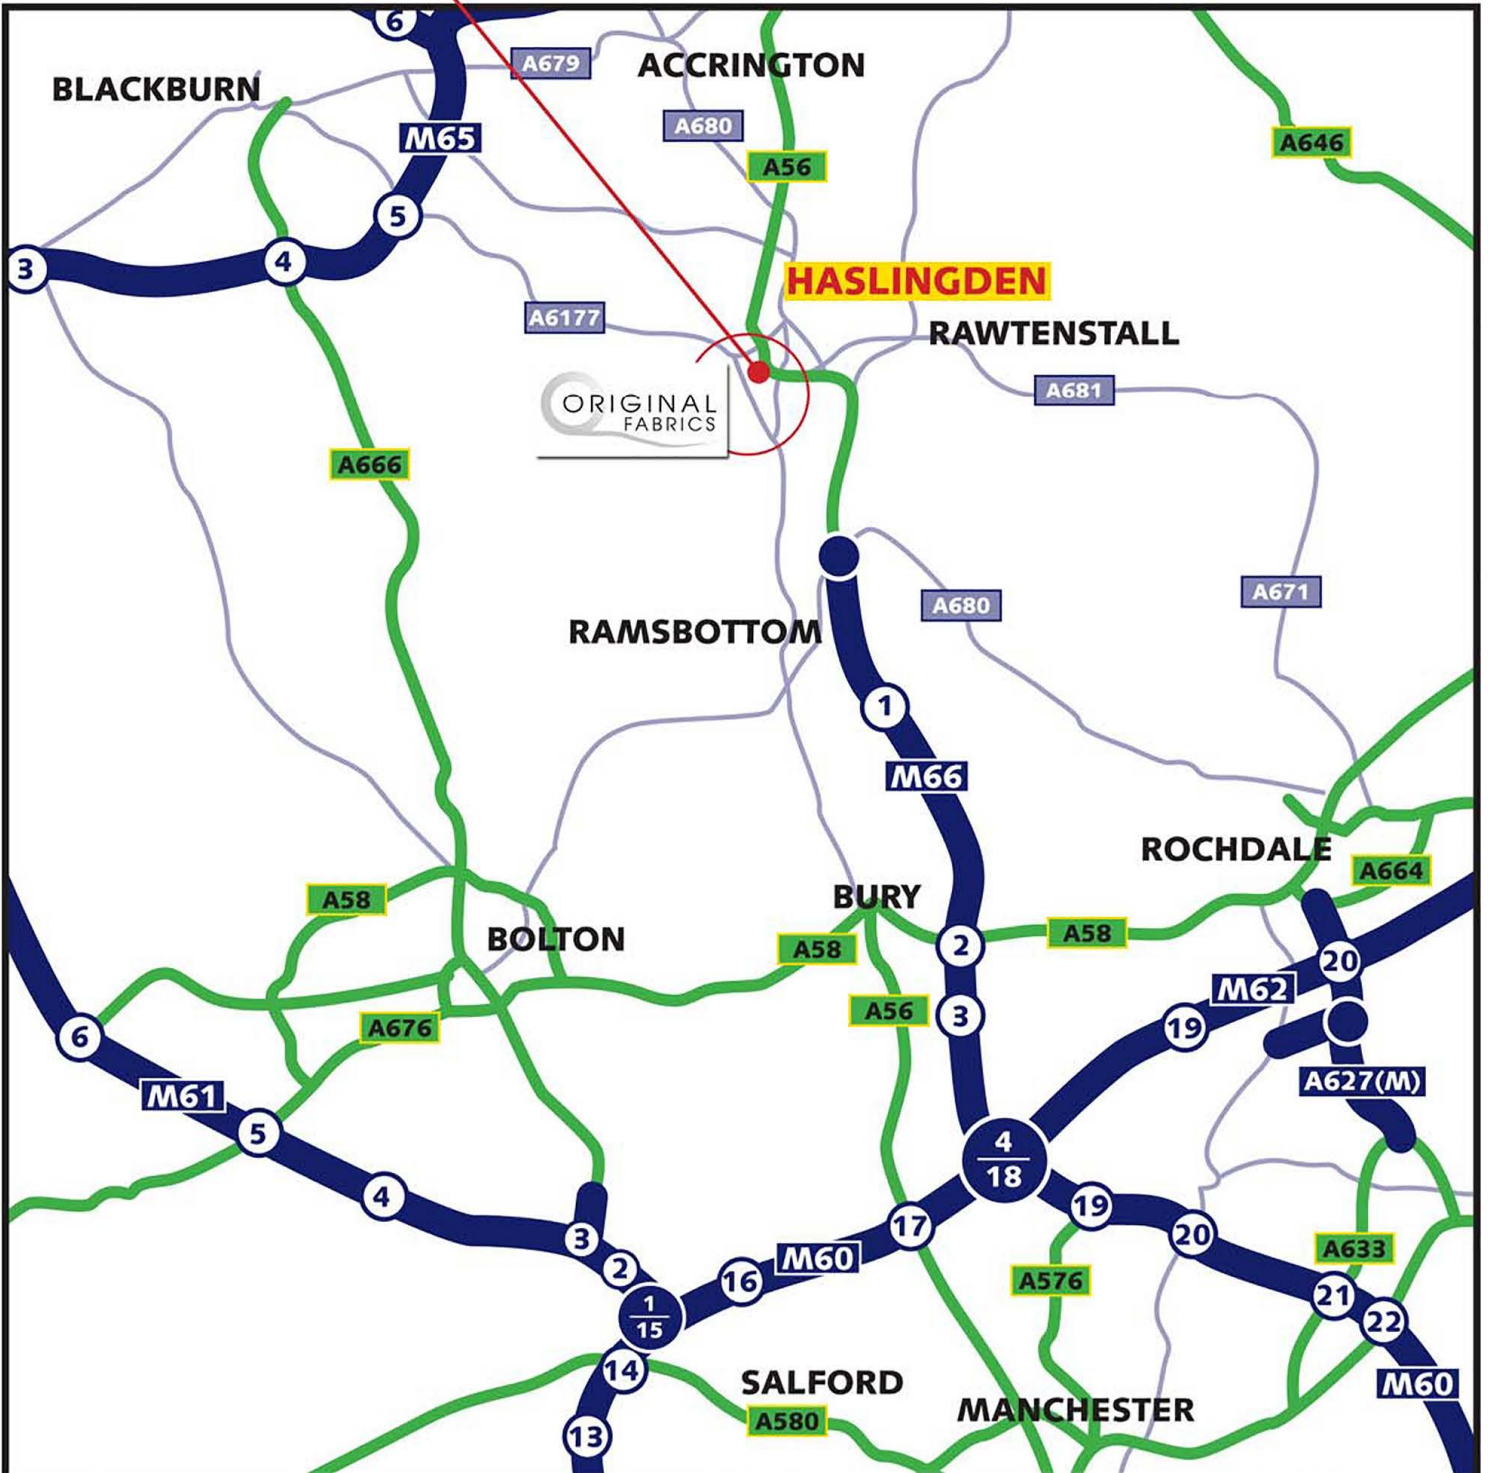 6
A679
ACCRINGTON
BLACKBURN
A680
M65
A56
A646
5
4
3
HASLINGDEN
A6177
RAWTENSTALL
A681
ORIGINAL
FABRICS
A666
A671
A680
RAMSBOTTOM
1
M66
ROCHDALE
A664
A58
BURY
BOLTON
A58
2
A58
20
M62
A56
3
19
A676
6
M61
A627(M)
5
4
18
4
19
17
20
3
M60
A633
2
16
A576
21
1
15
22
14
SALFORD
M60
A580
MANCHESTER
13